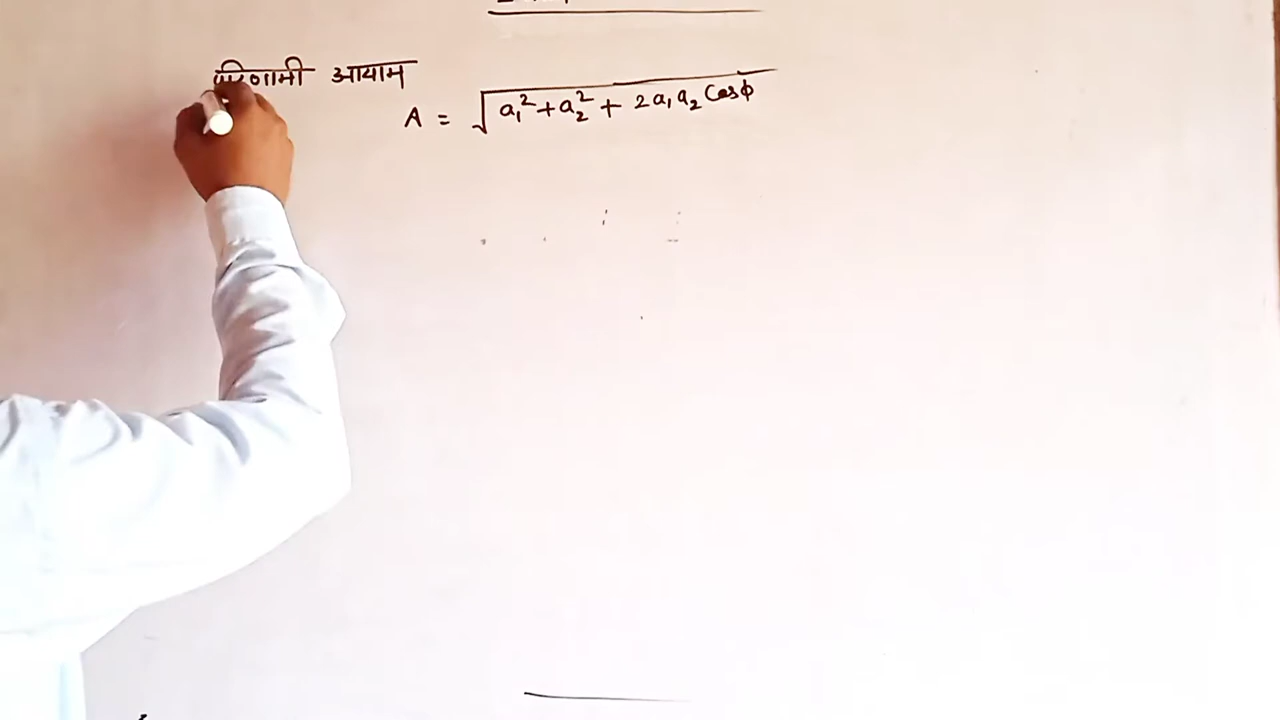 परिणामी आयाम
A = √a₁² + a₂² + 2a₁a₂ Cosϕ